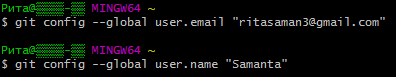 Рита@▒▒▒▒-▒▒ MINGW64 ~
$ git config --global user.email "ritasaman3@gmail.com"
Рита@▒▒▒▒-▒▒ MINGW64 ~
$ git config --global user.name "Samanta"